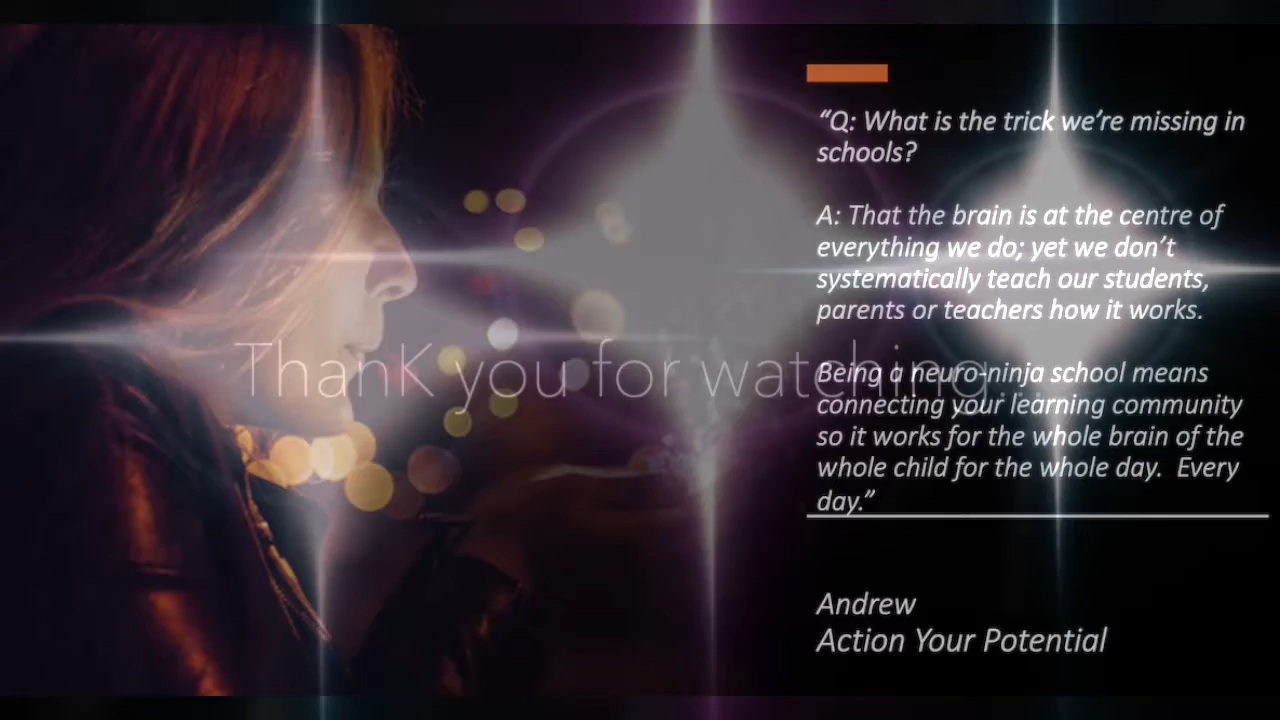 “Q: What is the trick we’re missing in
schools?
A: That the brain is at the centre of
everything we do; yet we don’t
systematically teach our students,
parents or teachers how it works.
ThanK you for watching...
Being a neuro-ninja school means
connecting your learning community
so it works for the whole brain of the
whole child for the whole day.  Every
day.”
Andrew
Action Your Potential